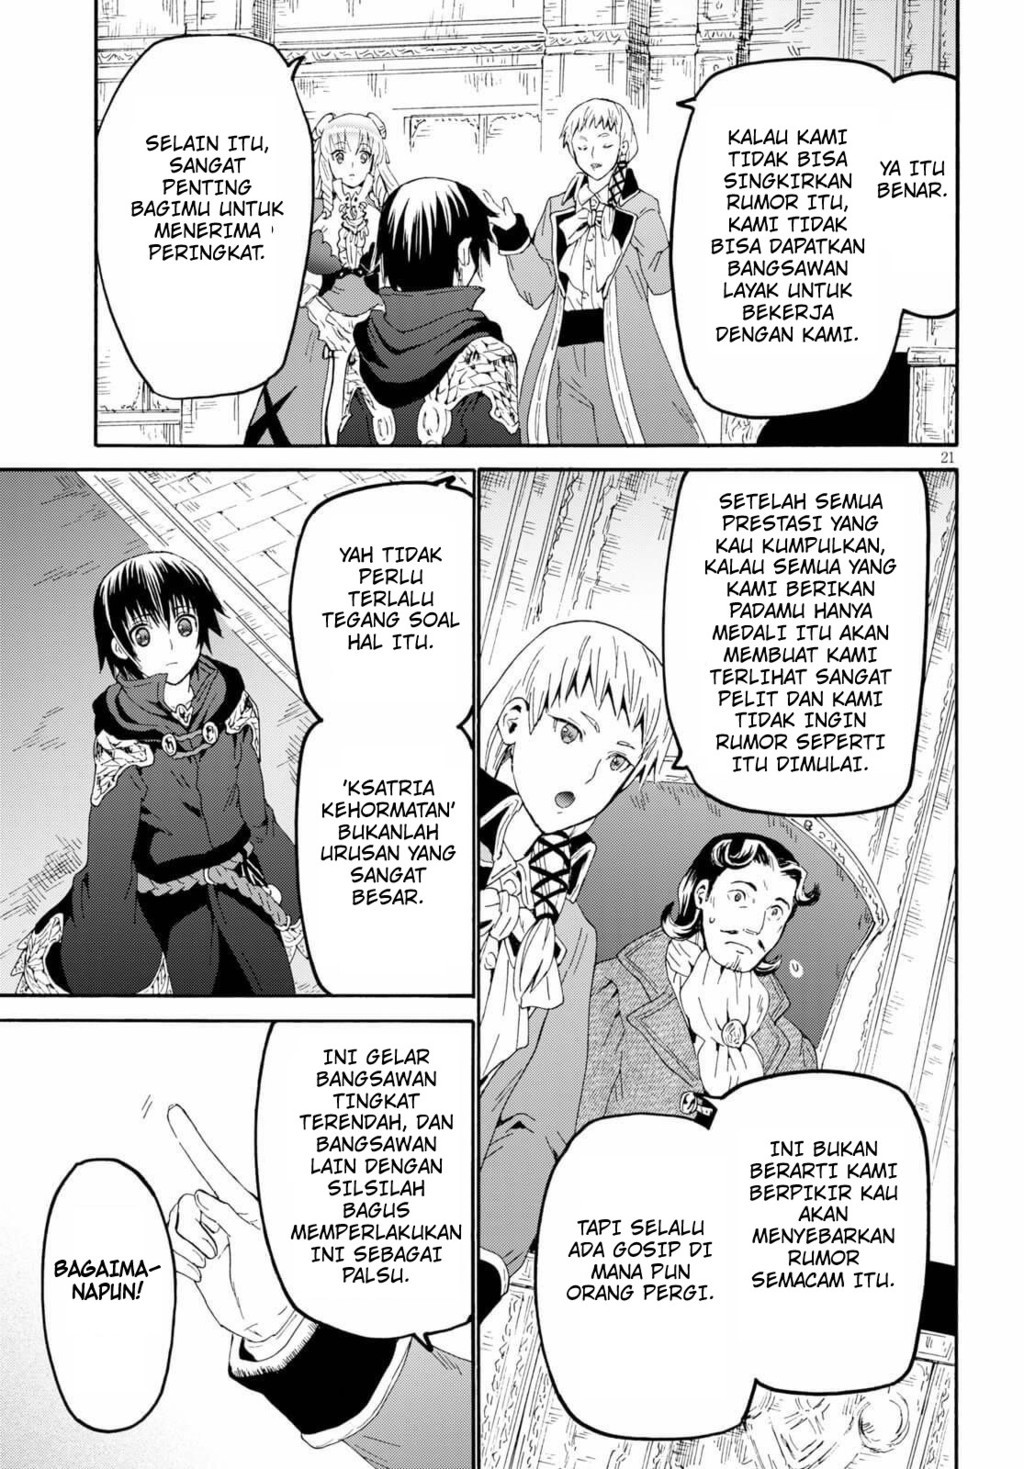 YA ITU
BENAR.
KALAU KAMI
TIDAK BISA
SINGKIRKAN
RUMOR ITU,
KAMI TIDAK
BISA DAPATKAN
BANGSAWAN
LAYAK UNTUK
BEKERJA
DENGAN KAMI.
SELAIN ITU,
SANGAT
PENTING
BAGIMU UNTUK
MENERIMA
PERINGKAT.
21
SETELAH SEMUA
PRESTASI YANG
KAU KUMPULKAN,
KALAU SEMUA YANG
KAMI BERIKAN
PADAMU HANYA
MEDALI ITU AKAN
MEMBUAT KAMI
TERLIHAT SANGAT
PELIT DAN KAMI
TIDAK INGIN
RUMOR SEPERTI
ITU DIMULAI.
INI BUKAN
BERARTI KAMI
BERPIKIR KAU
AKAN
MENYEBARKAN
RUMOR
SEMACAM ITU.
TAPI SELALU
ADA GOSIP DI
MANA PUN
ORANG PERGI.
YAH TIDAK
PERLU
TERLALU
TEGANG SOAL
HAL ITU.
'KSATRIA
KEHORMATAN'
BUKANLAH
URUSAN YANG
SANGAT
BESAR.
INI GELAR
BANGSAWAN
TINGKAT
TERENDAH, DAN
BANGSAWAN
LAIN DENGAN
SILSILAH
BAGUS
MEMPERLAKUKAN
INI SEBAGAI
PALSU.
BAGAIMA-
NAPUN!